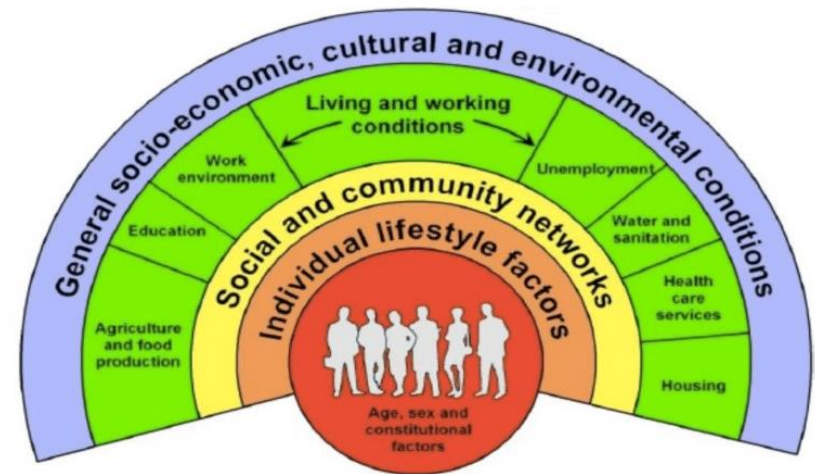 General socio-economic, cultural and environmental conditions
Living and working
conditions
Work
environment
Education
Agriculture
and food
production
Unemployment
Water and
sanitation
Health
care
services
Housing
Social and community networks
Individual lifestyle factors
Age, sex and
constitutional
factors